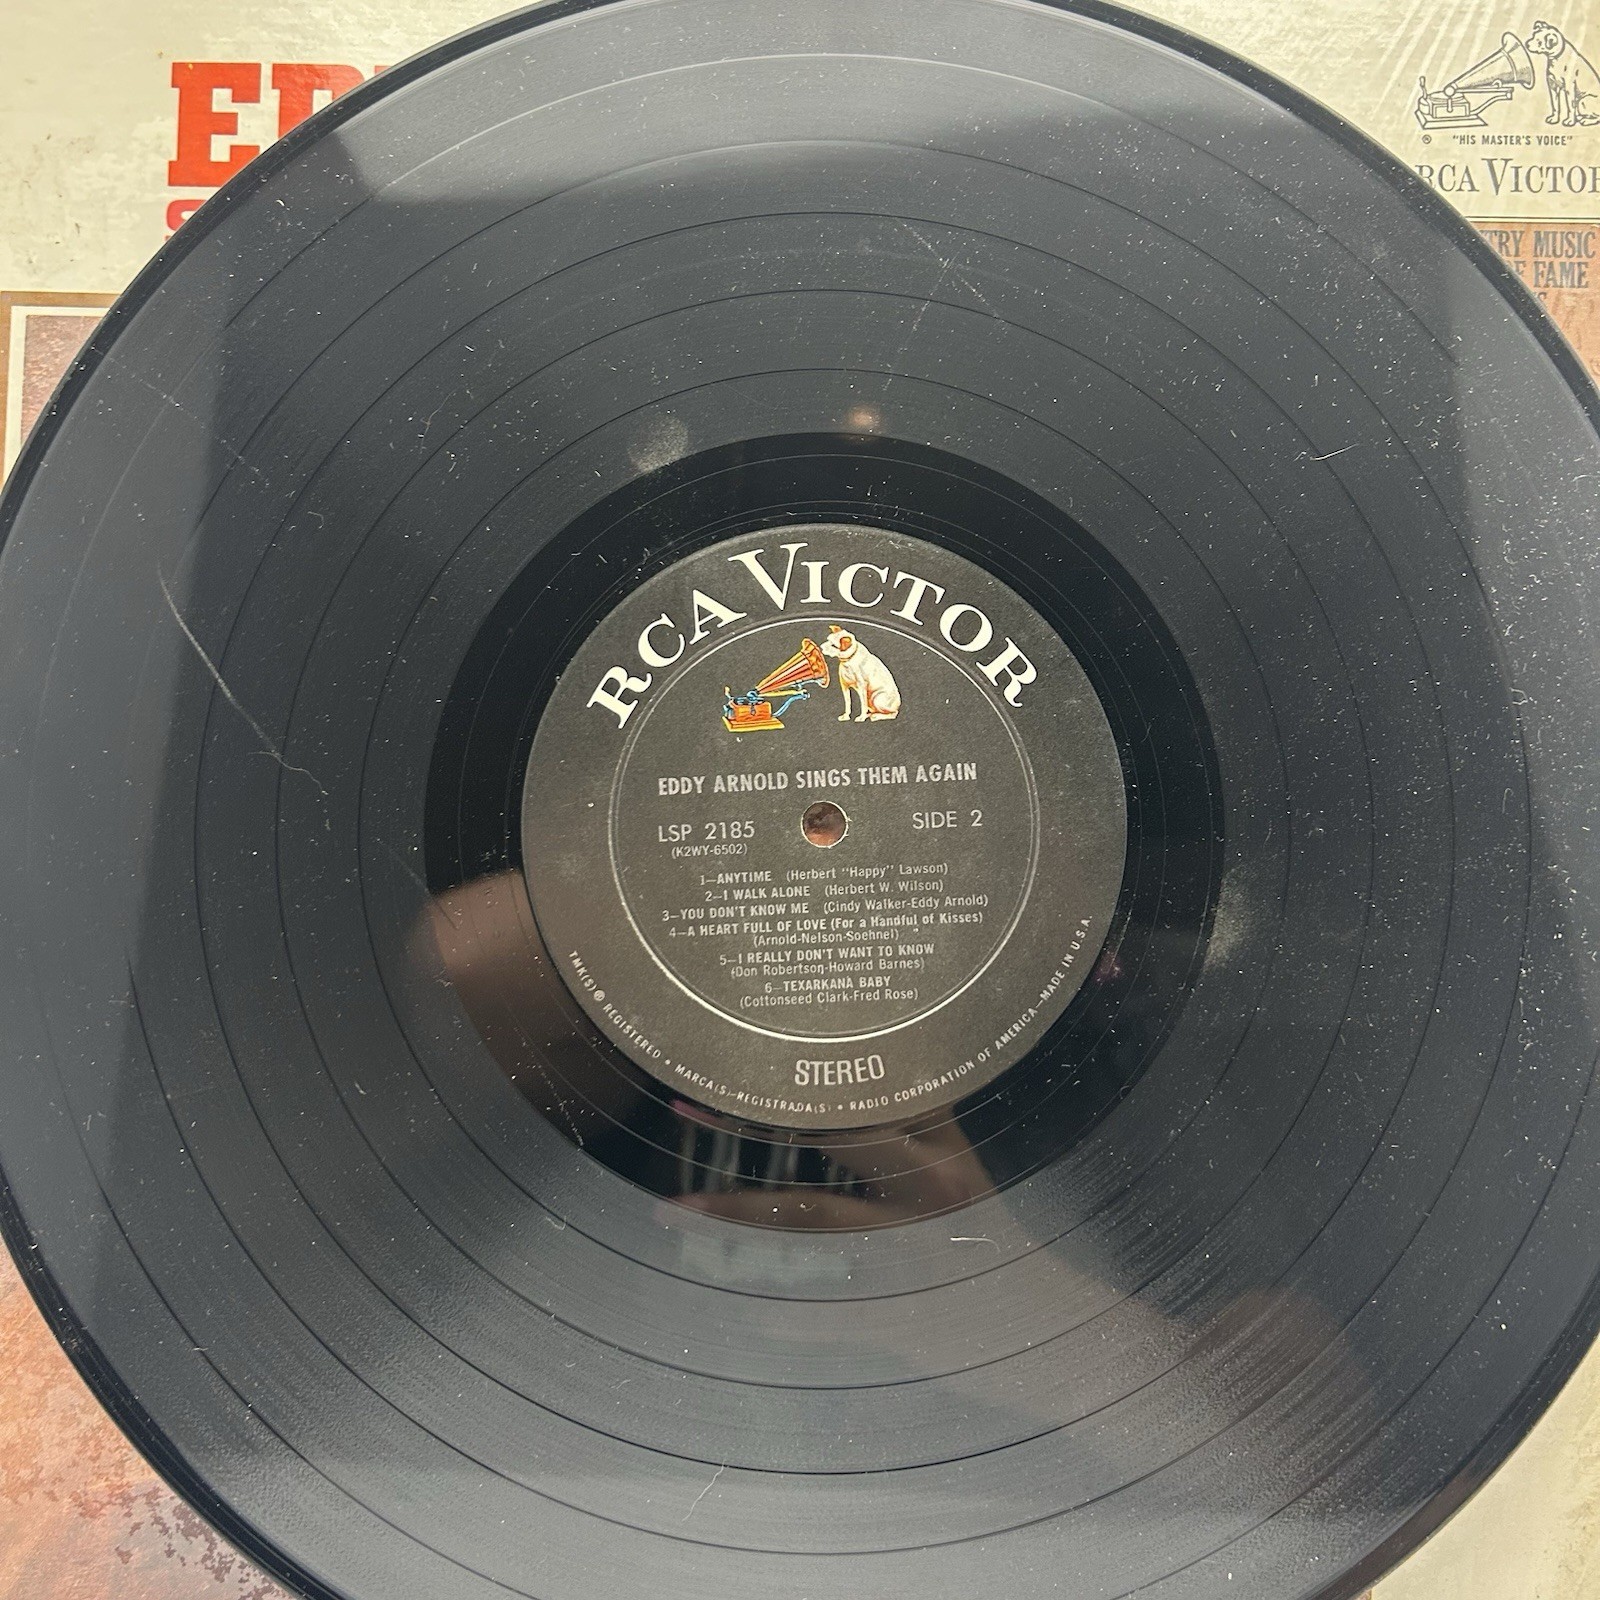 "HIS MASTER'S VOICE"
RCA VICTOR
MUSIC
FAME
RCA VICTOR
EDDY ARNOLD SINGS THEM AGAIN
LSP 2185 SIDE 2
(K2WY-6502)
1—ANYTIME (Herbert "Happy" Lawson)
2—I WALK ALONE (Herbert W. Wilson)
3—YOU DON'T KNOW ME (Cindy Walker-Eddy Arnold)
4—A HEART FULL OF LOVE (For a Handful of Kisses)
(Arnold-Nelson-Soehnel)
5—I REALLY DON'T WANT TO KNOW
(Don Robertson-Howard Barnes)
6—TEXARKANA BABY
(Cottonseed Clark-Fred Rose)
STEREO
TMK(S) ® REGISTERED • MARCA(S) REGISTRADA(S) • RADIO CORPORATION OF AMERICA—MADE IN U.S.A.